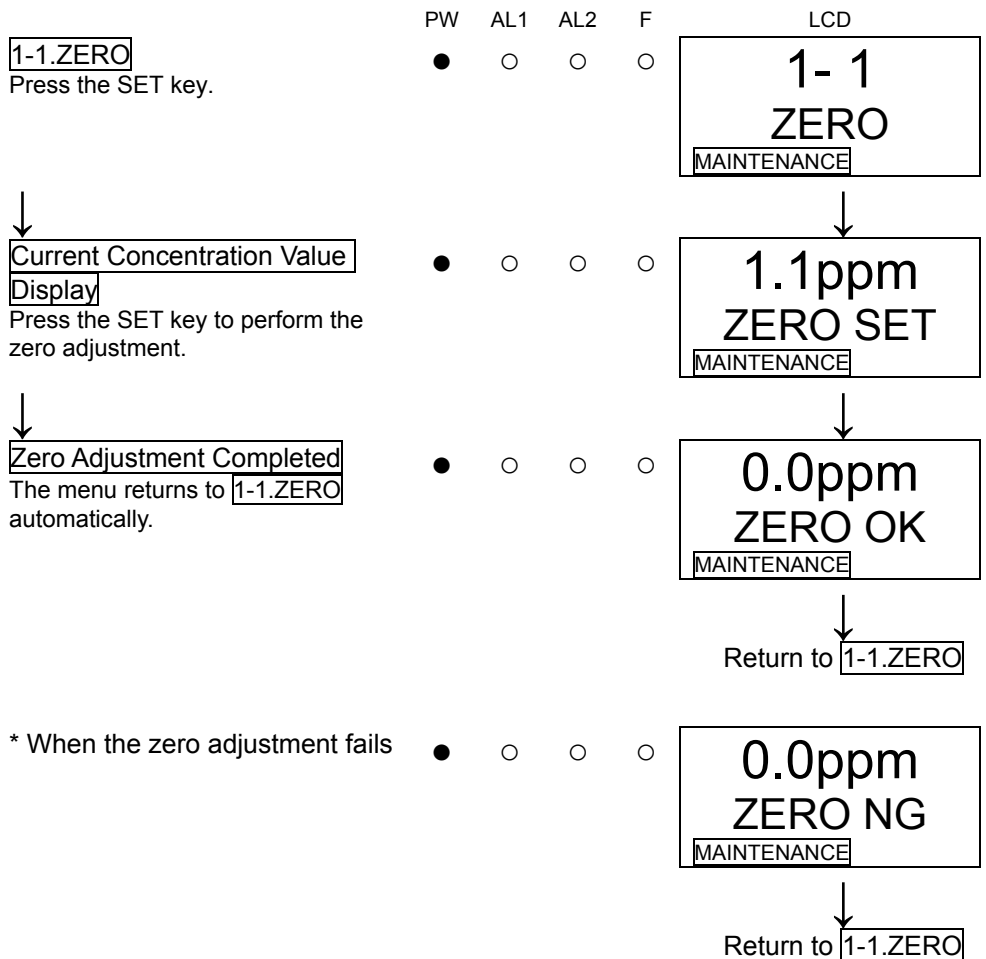 PW AL1 AL2 F LCD
1-1.ZERO
Press the SET key.
1- 1
ZERO
MAINTENANCE
Current Concentration Value
Display
Press the SET key to perform the
zero adjustment.
1.1ppm
ZERO SET
MAINTENANCE
Zero Adjustment Completed
The menu returns to 1-1.ZERO
automatically.
0.0ppm
ZERO OK
MAINTENANCE
Return to 1-1.ZERO
* When the zero adjustment fails
0.0ppm
ZERO NG
MAINTENANCE
Return to 1-1.ZERO